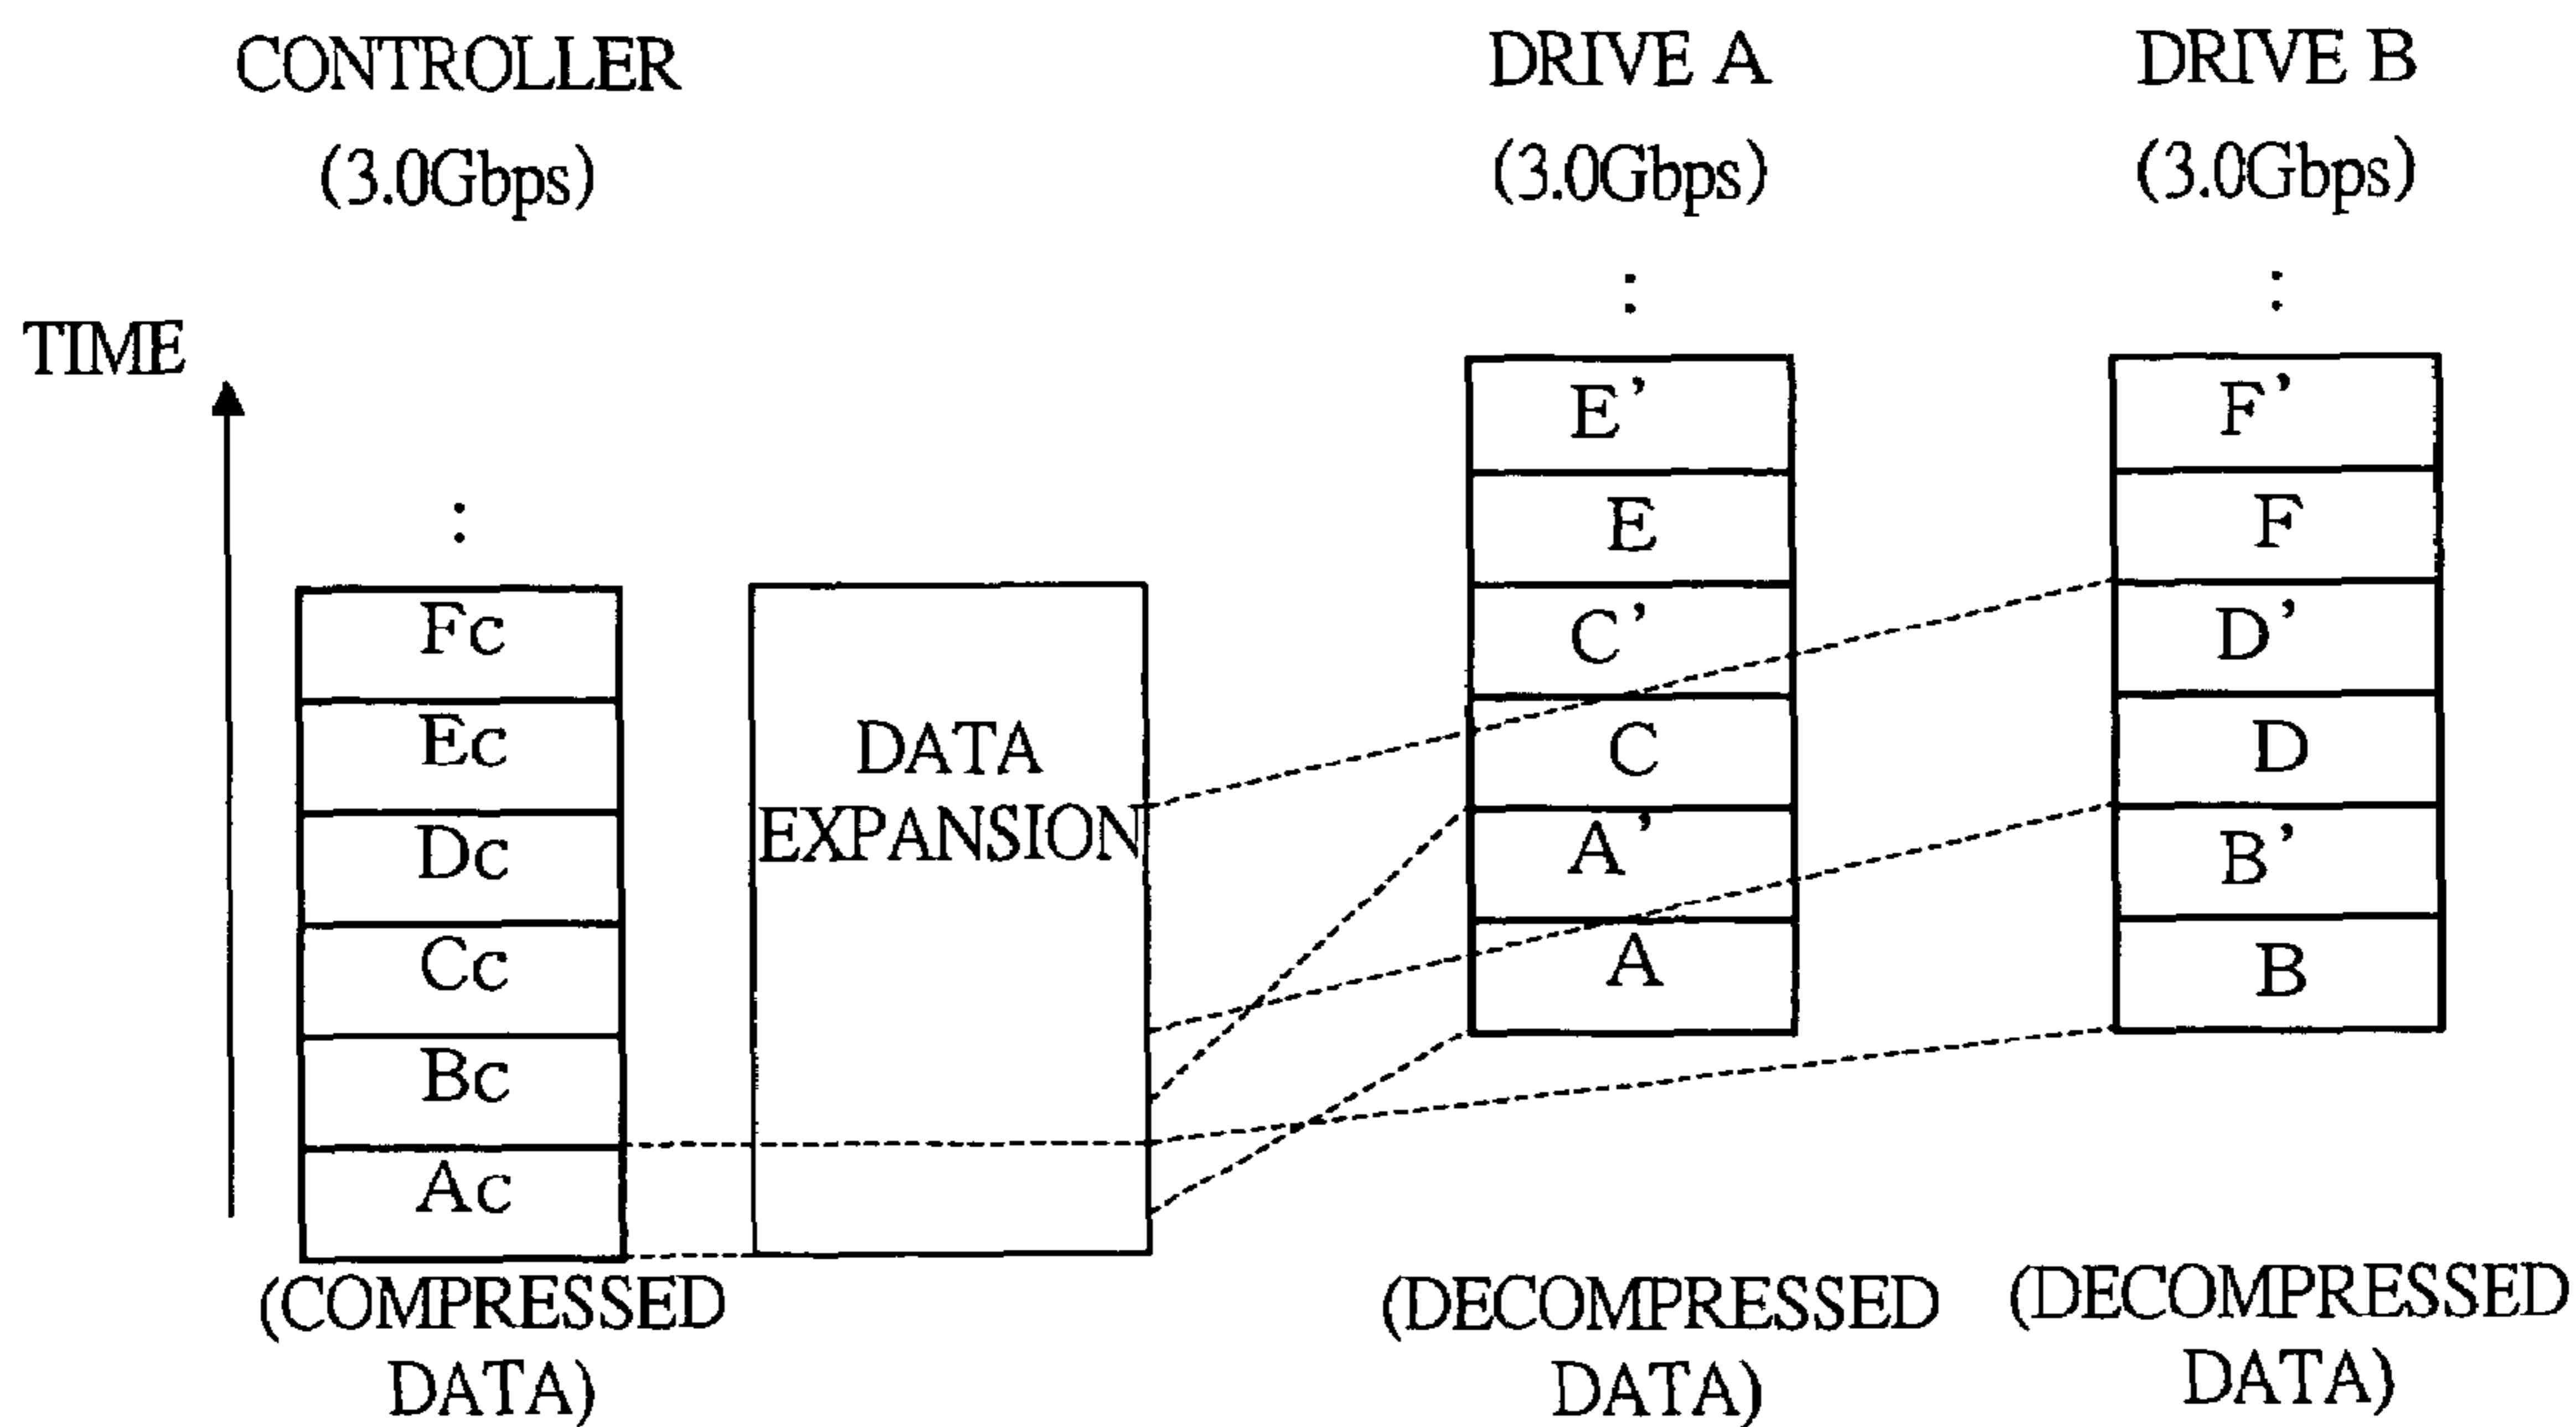 CONTROLLER
(3.0Gbps)
DRIVE A
(3.0Gbps)
DRIVE B
(3.0Gbps)
TIME
:
Fc
Ec
Dc
Cc
Bc
Ac
(COMPRESSED
DATA)
DATA
EXPANSION
:
E’
E
C’
C
A’
A
(DECOMPRESSED
DATA)
:
F’
F
D’
D
B’
B
(DECOMPRESSED
DATA)